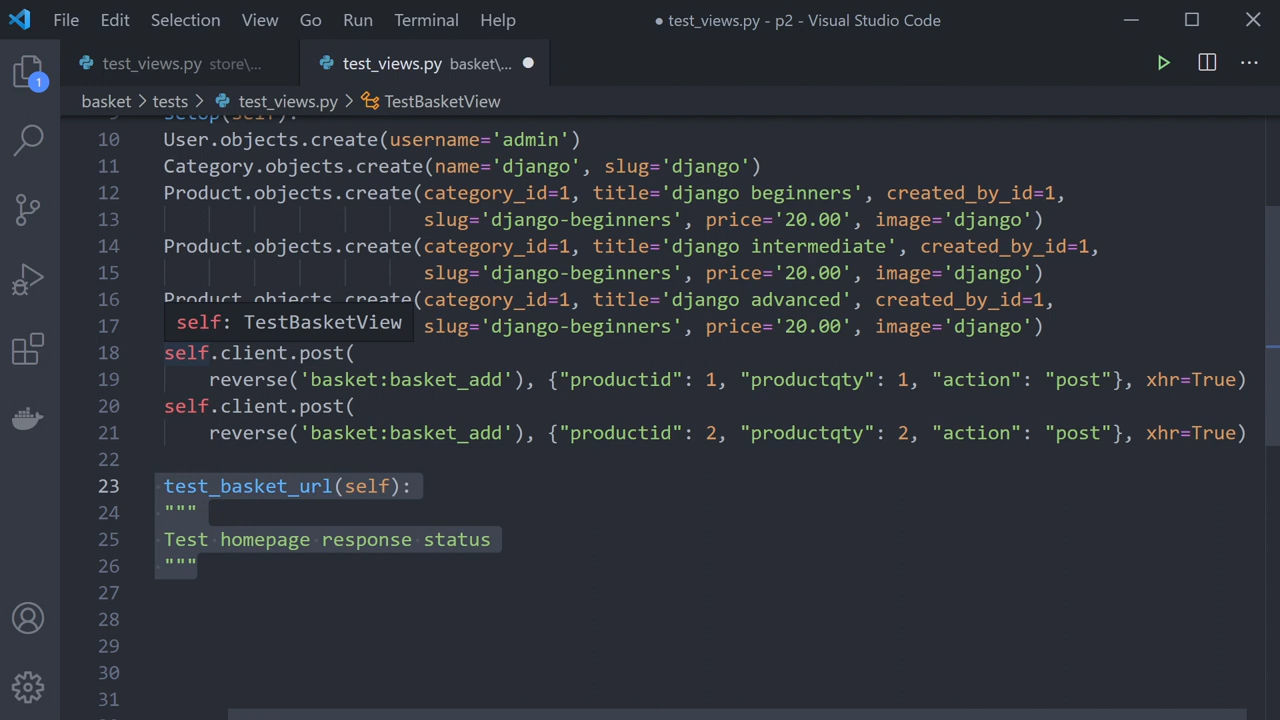 File Edit Selection View Go Run Terminal Help ● test_views.py - p2 - Visual Studio Code
1
test_views.py store\...
test_views.py basket\... ●
basket > tests > test_views.py > TestBasketView
9 setUp(self):
10 User.objects.create(username='admin')
11 Category.objects.create(name='django', slug='django')
12 Product.objects.create(category_id=1, title='django beginners', created_by_id=1,
13 slug='django-beginners', price='20.00', image='django')
14 Product.objects.create(category_id=1, title='django intermediate', created_by_id=1,
15 slug='django-beginners', price='20.00', image='django')
16 Product.objects.create(category_id=1, title='django advanced', created_by_id=1,
self: TestBasketView
17 slug='django-beginners', price='20.00', image='django')
18 self.client.post(
19 reverse('basket:basket_add'), {"productid": 1, "productqty": 1, "action": "post"}, xhr=True)
20 self.client.post(
21 reverse('basket:basket_add'), {"productid": 2, "productqty": 2, "action": "post"}, xhr=True)
22
23 test_basket_url(self):
24 """
25 Test homepage response status
26 """
27
28
29
30
31